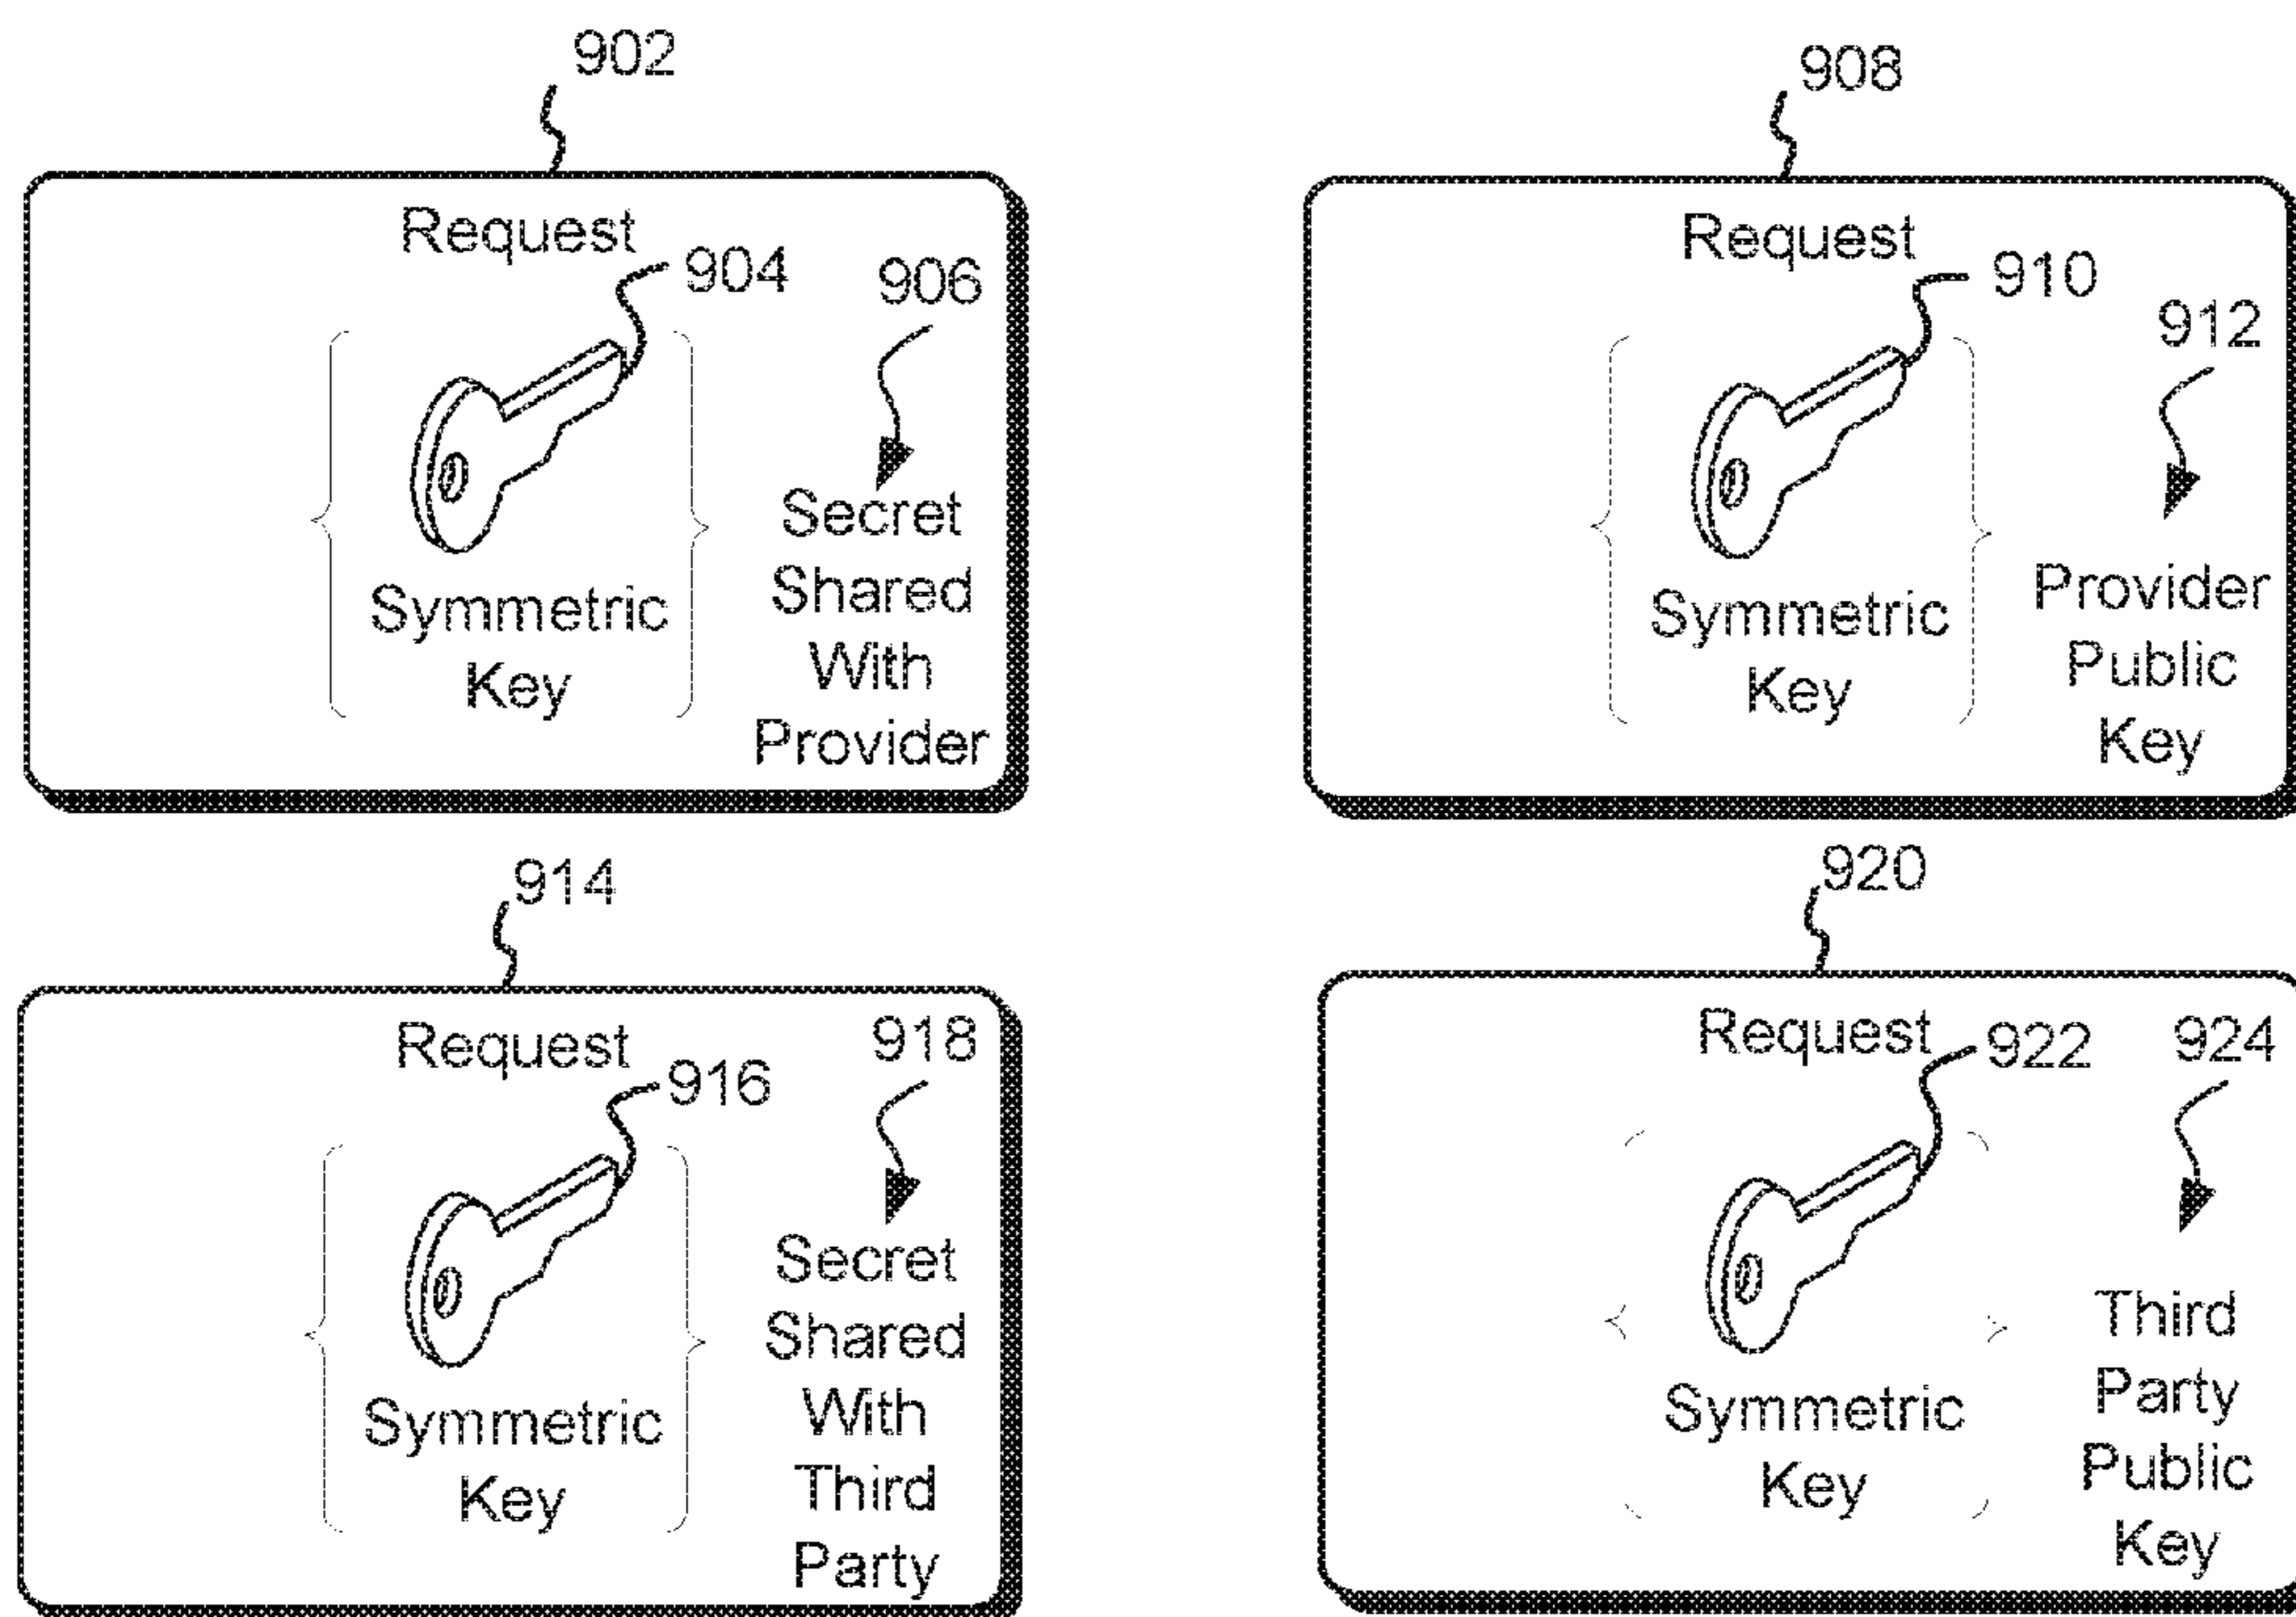 902
Request
904
906
Symmetric
Key
Secret
Shared
With
Provider
908
Request
910
912
Symmetric
Key
Provider
Public
Key
914
Request
916
918
Symmetric
Key
Secret
Shared
With
Third
Party
920
Request
922
924
Symmetric
Key
Third
Party
Public
Key